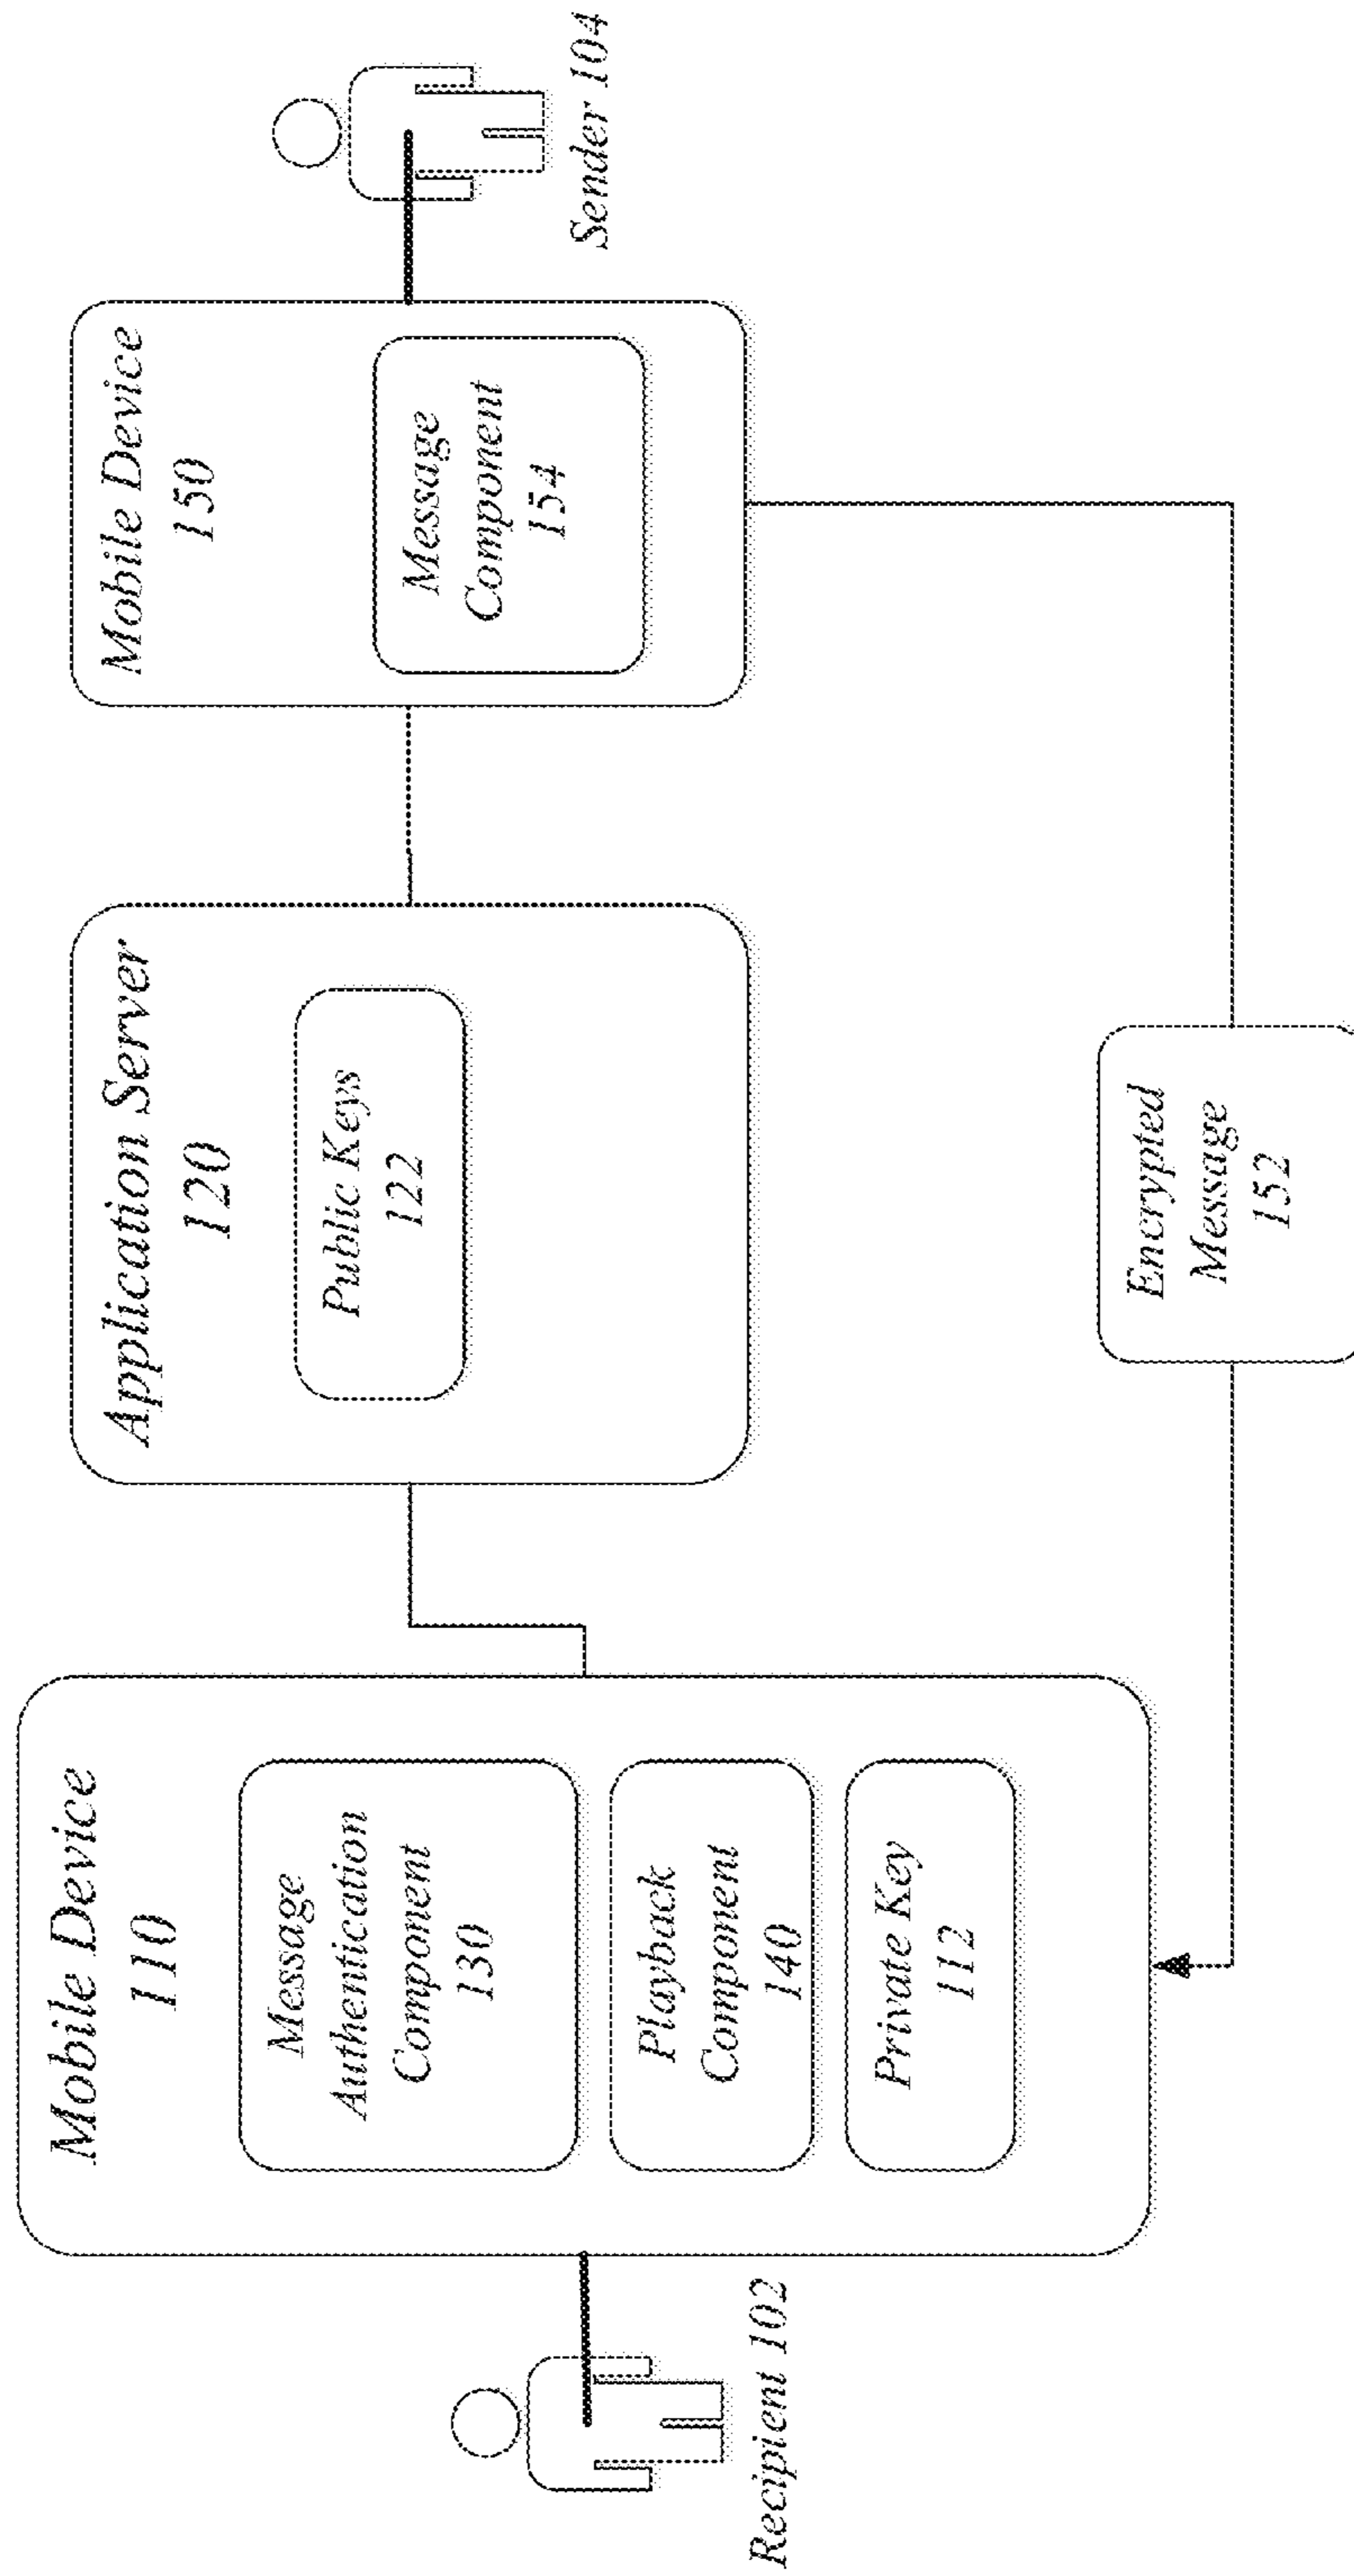 Mobile Device
110
Message
Authentication
Component
130
Playback
Component
140
Private Key
112
Recipient 102
Application Server
120
Public Keys
122
Mobile Device
150
Message
Component
154
Sender 104
Encrypted
Message
152